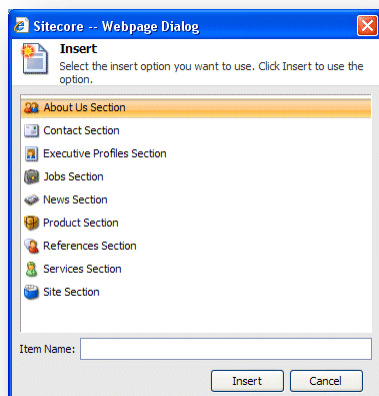 Sitecore -- Webpage Dialog
Insert
Select the insert option you want to use. Click Insert to use the
option.
About Us Section
Contact Section
Executive Profiles Section
Jobs Section
News Section
Product Section
References Section
Services Section
Site Section
Item Name:
Insert Cancel